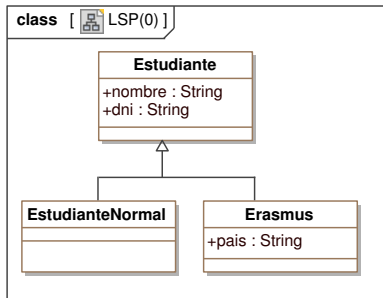 class [ LSP(0) ]
Estudiante
+nombre : String
+dni : String
EstudianteNormal
Erasmus
+pais : String